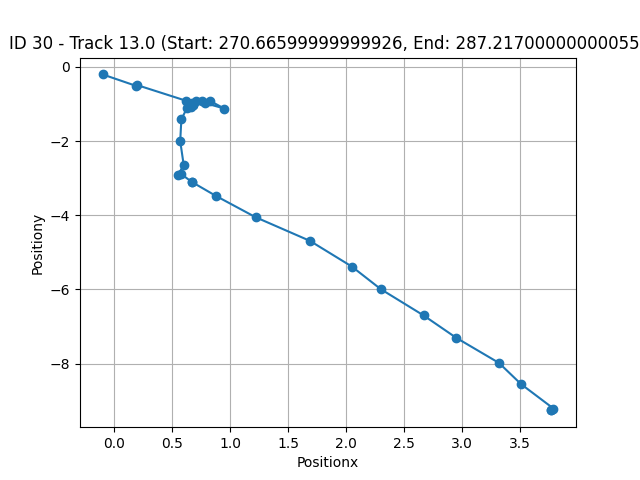 ID 30 - Track 13.0 (Start: 270.66599999999926, End: 287.21700000000055
0
−2
−4
−6
−8
Positiony
0.0 0.5 1.0 1.5 2.0 2.5 3.0 3.5
Positionx